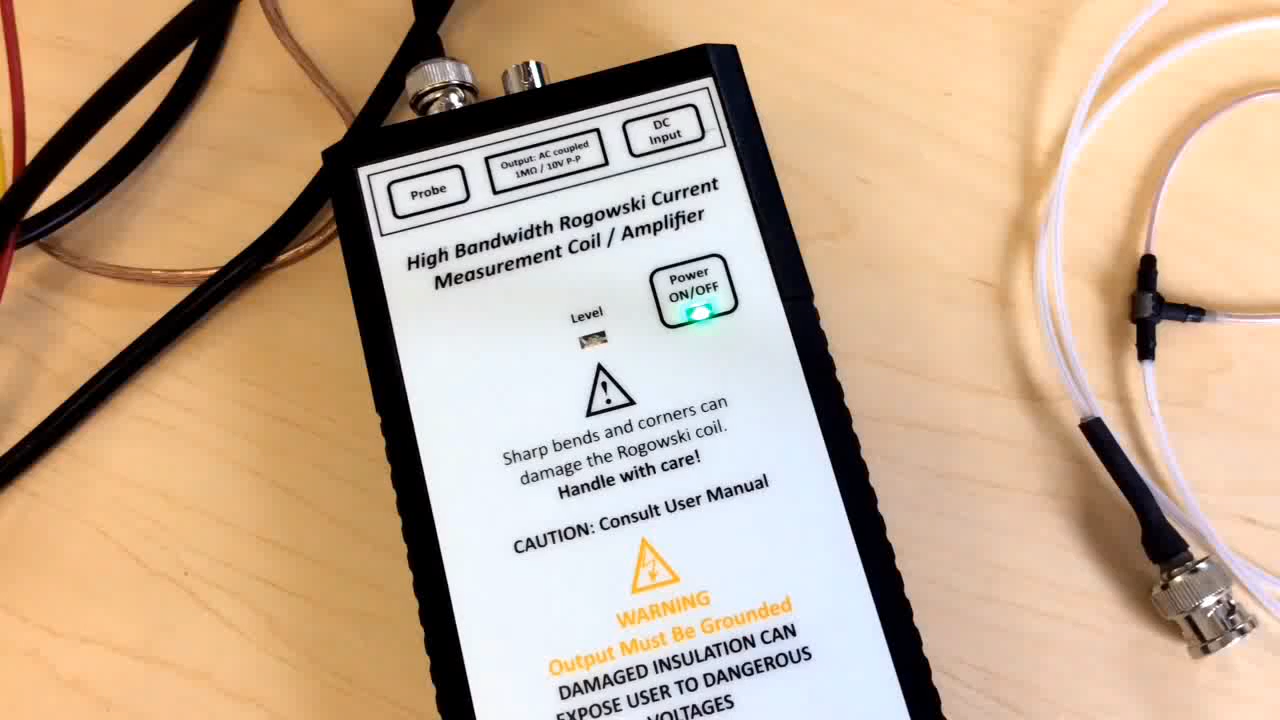 Probe
Output: AC coupled
1MΩ / 10V P-P
DC
Input
High Bandwidth Rogowski Current
Measurement Coil / Amplifier
Power
ON/OFF
Level
!
Sharp bends and corners can
damage the Rogowski coil.
Handle with care!
CAUTION: Consult User Manual
WARNING
Output Must Be Grounded
DAMAGED INSULATION CAN
EXPOSE USER TO DANGEROUS
VOLTAGES